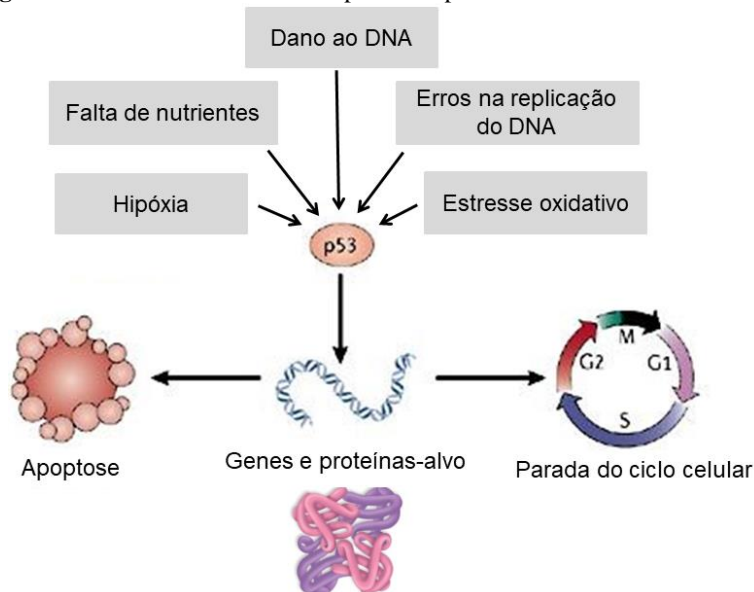 Dano ao DNA
Falta de nutrientes
Erros na replicação
do DNA
Hipóxia
Estresse oxidativo
p53
M
G2
G1
S
Apoptose
Genes e proteínas-alvo
Parada do ciclo celular